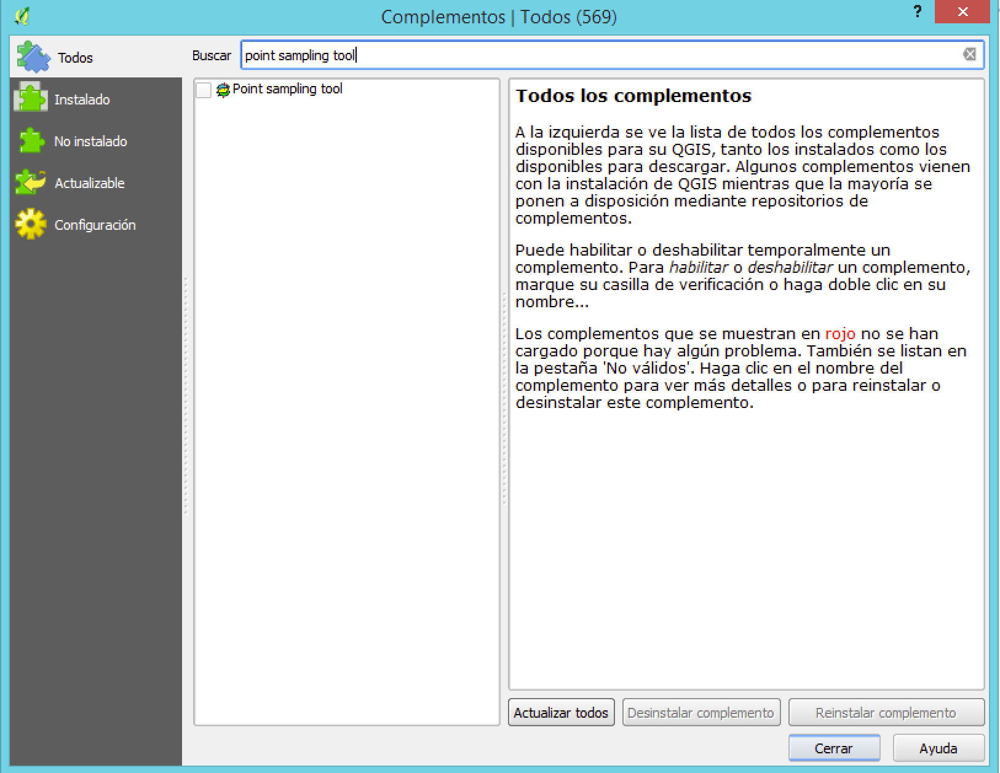 Complementos | Todos (569)
?
Todos
Buscar
point sampling tool
Instalado
No instalado
Actualizable
Configuración
Point sampling tool
Todos los complementos
A la izquierda se ve la lista de todos los complementos
disponibles para su QGIS, tanto los instalados como los
disponibles para descargar. Algunos complementos vienen
con la instalación de QGIS mientras que la mayoría se
ponen a disposición mediante repositorios de
complementos.
Puede habilitar o deshabilitar temporalmente un
complemento. Para habilitar o deshabilitar un complemento,
marque su casilla de verificación o haga doble clic en su
nombre...
Los complementos que se muestran en rojo no se han
cargado porque hay algún problema. También se listan en
la pestaña 'No válidos'. Haga clic en el nombre del
complemento para ver más detalles o para reinstalar o
desinstalar este complemento.
Actualizar todos
Desinstalar complemento
Reinstalar complemento
Cerrar
Ayuda